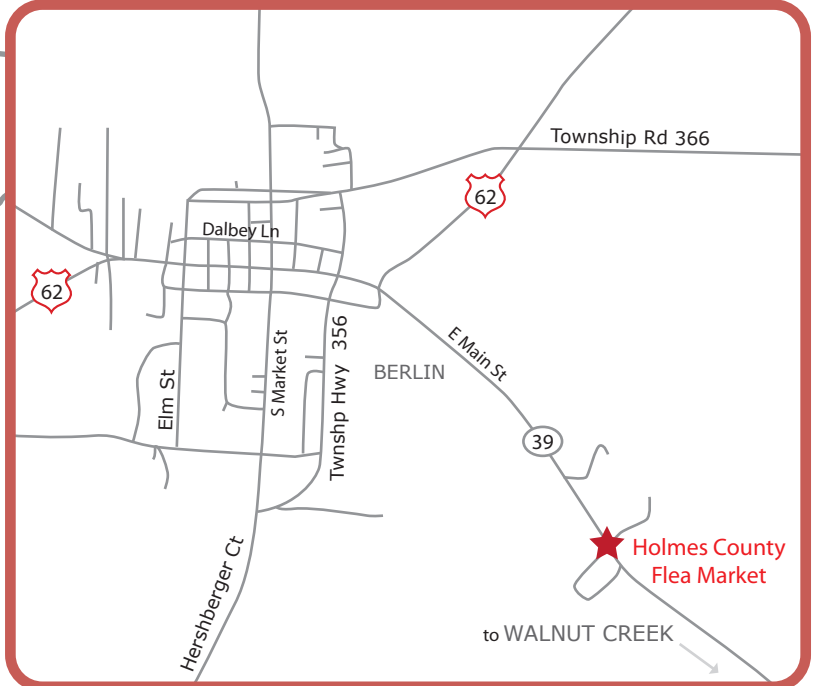 Township Rd 366
62
Dalbey Ln
62
E Main St
S Market St
Twnshp Hwy 356
BERLIN
Elm St
39
Holmes County
Flea Market
Hershberger Ct
to WALNUT CREEK